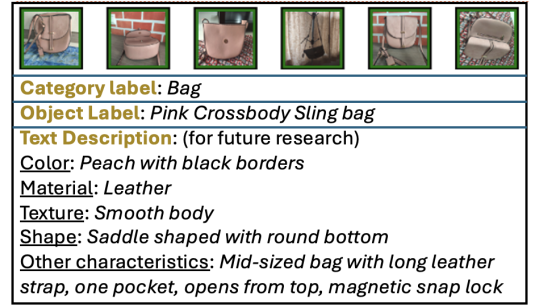 Category label: Bag
Object Label: Pink Crossbody Sling bag
Text Description: (for future research)
Color: Peach with black borders
Material: Leather
Texture: Smooth body
Shape: Saddle shaped with round bottom
Other characteristics: Mid-sized bag with long leather
strap, one pocket, opens from top, magnetic snap lock